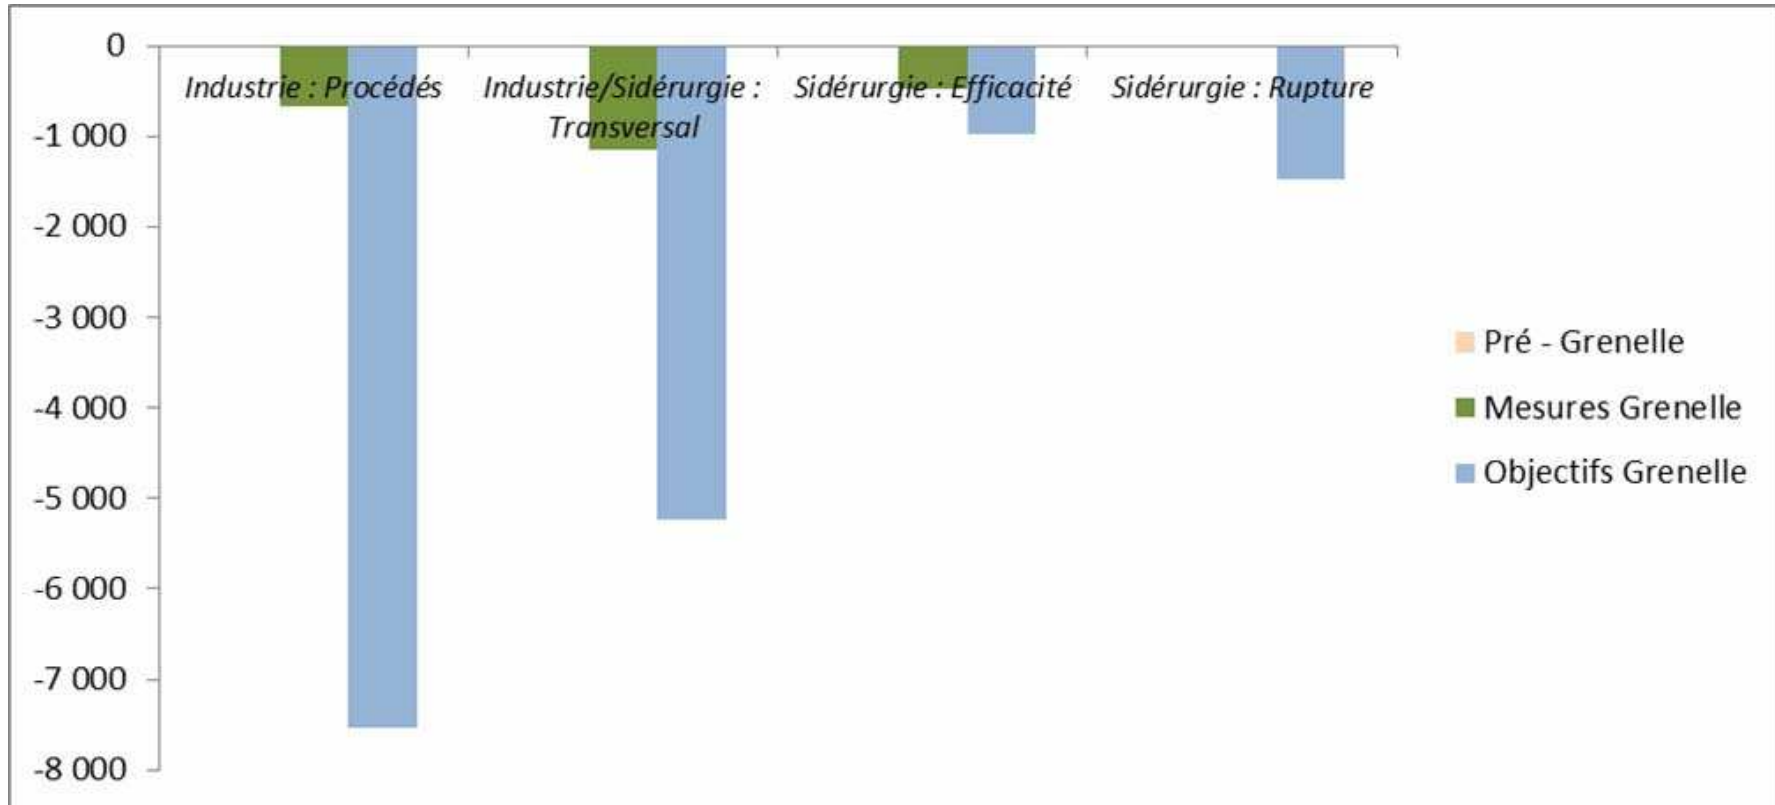 0
Industrie : Procédés
Industrie/Sidérurgie :
Transversal
Sidérurgie : Efficacité
Sidérurgie : Rupture
-1 000
-2 000
-3 000
-4 000
-5 000
-6 000
-7 000
-8 000
Pré - Grenelle
Mesures Grenelle
Objectifs Grenelle